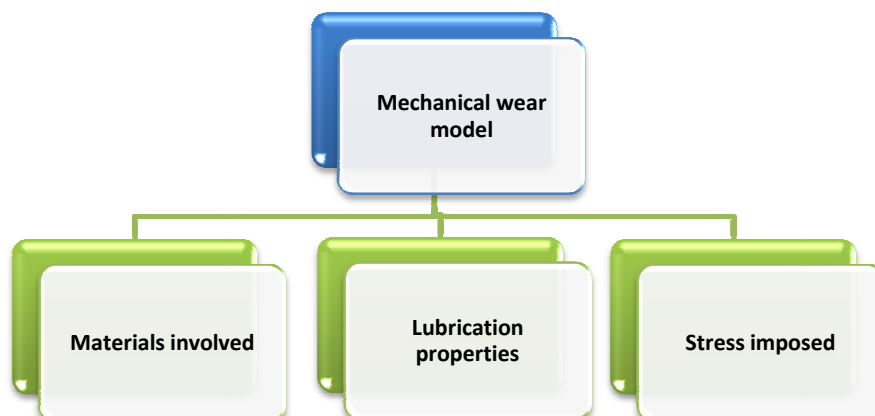 Mechanical wear
model
Materials involved
Lubrication
properties
Stress imposed